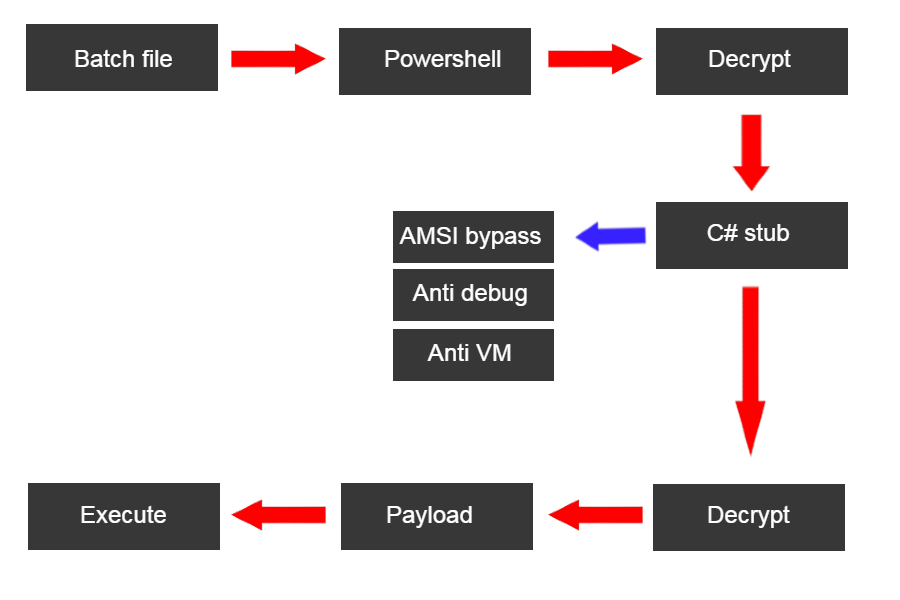 Batch file
Powershell
Decrypt
C# stub
AMSI bypass
Anti debug
Anti VM
Decrypt
Payload
Execute